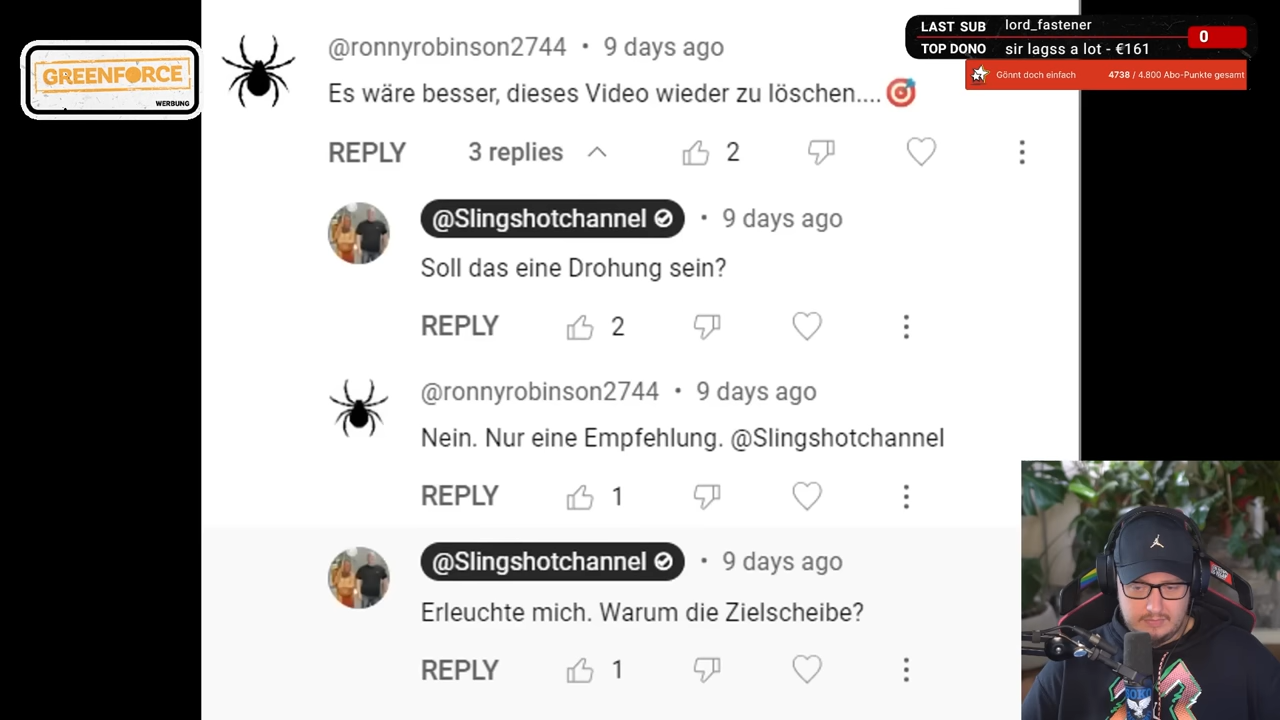 GREENFORCE
WERBUNG
@ronnyrobinson2744 • 9 days ago
Es wäre besser, dieses Video wieder zu löschen....🎯
REPLY 3 replies 2
@Slingshotchannel • 9 days ago
Soll das eine Drohung sein?
REPLY 2
@ronnyrobinson2744 • 9 days ago
Nein. Nur eine Empfehlung. @Slingshotchannel
REPLY 1
@Slingshotchannel • 9 days ago
Erleuchte mich. Warum die Zielscheibe?
REPLY 1
LAST SUB lord_fastener
TOP DONO sir lagss a lot - €161
0
Gönnt doch einfach 4738 / 4.800 Abo-Punkte gesamt